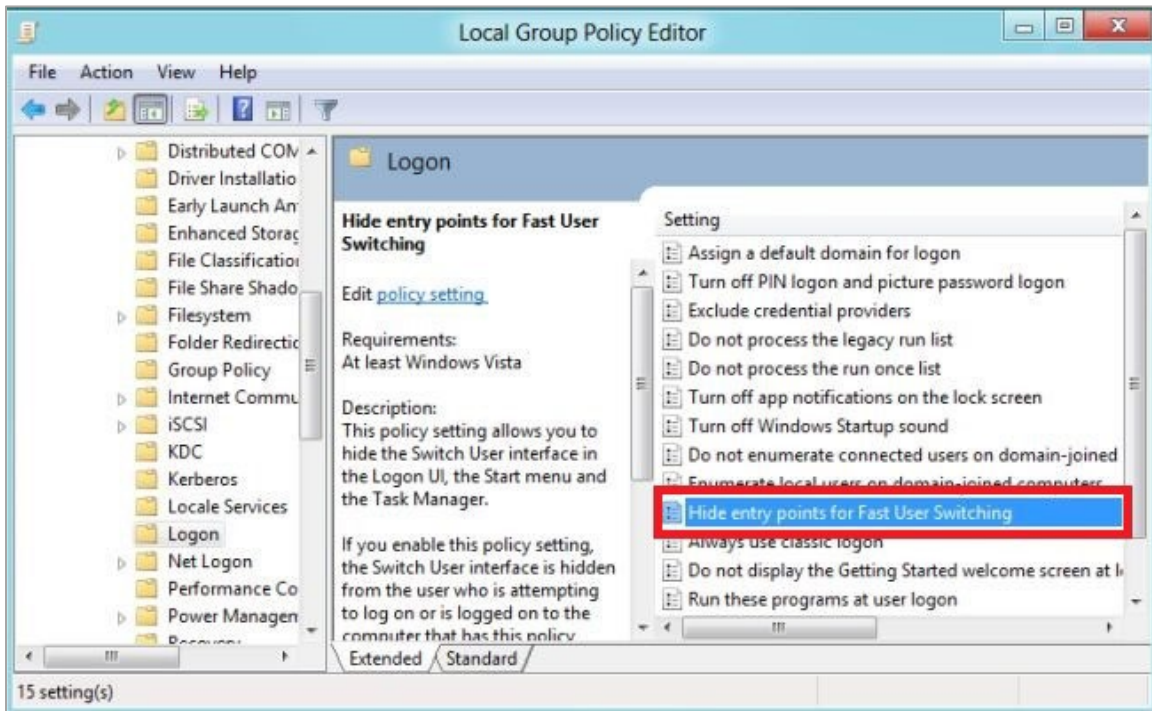 Local Group Policy Editor
File Action View Help
Distributed COM
Driver Installatio
Early Launch An
Enhanced Storag
File Classification
File Share Shado
Filesystem
Folder Redirectic
Group Policy
Internet Commu
iSCSI
KDC
Kerberos
Locale Services
Logon
Net Logon
Performance Co
Power Managen
Recovery
Logon
Hide entry points for Fast User
Switching
Edit policy setting
Requirements:
At least Windows Vista
Description:
This policy setting allows you to
hide the Switch User interface in
the Logon UI, the Start menu and
the Task Manager.
If you enable this policy setting,
the Switch User interface is hidden
from the user who is attempting
to log on or is logged on to the
computer that has this policy
Setting
Assign a default domain for logon
Turn off PIN logon and picture password logon
Exclude credential providers
Do not process the legacy run list
Do not process the run once list
Turn off app notifications on the lock screen
Turn off Windows Startup sound
Do not enumerate connected users on domain-joined
Enumerate local users on domain-joined computers
Hide entry points for Fast User Switching
Always use classic logon
Do not display the Getting Started welcome screen at l
Run these programs at user logon
Extended Standard
15 setting(s)